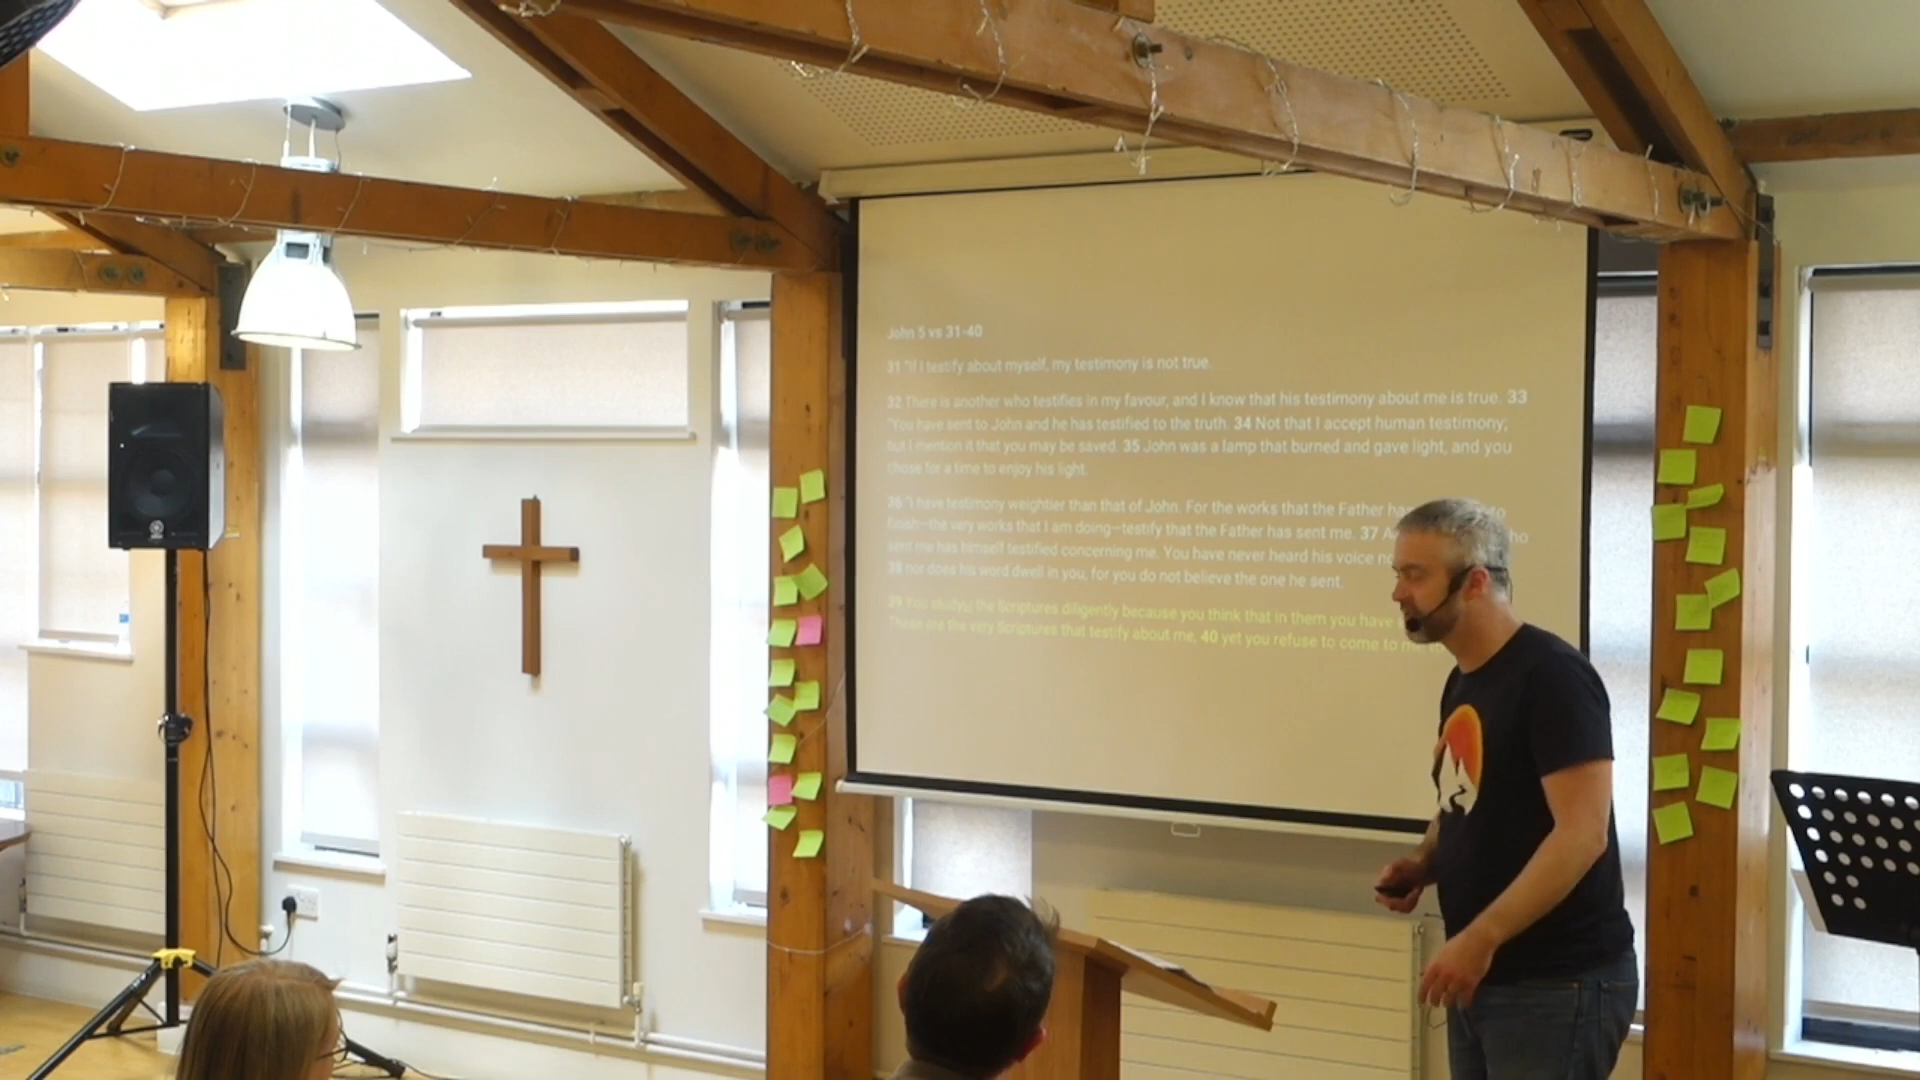 John 5 vs 31-40
31 "If I testify about myself, my testimony is not true.
32 There is another who testifies in my favour, and I know that his testimony about me is true. 33
"You have sent to John and he has testified to the truth. 34 Not that I accept human testimony;
but I mention it that you may be saved. 35 John was a lamp that burned and gave light, and you
chose for a time to enjoy his light.
36 "I have testimony weightier than that of John. For the works that the Father has to
finish—the very works that I am doing—testify that the Father has sent me. 37
sent me has himself testified concerning me. You have never heard his voice
38 nor does his word dwell in you, for you do not believe the one he sent.
39 You study the Scriptures diligently because you think that in them you have
These are the very Scriptures that testify about me, 40 yet you refuse to come to